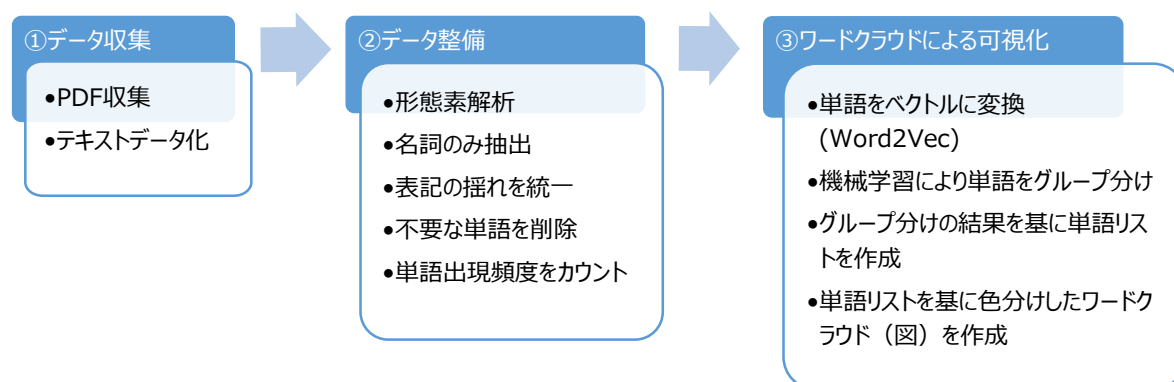 ①データ収集
•PDF収集
•テキストデータ化
②データ整備
•形態素解析
•名詞のみ抽出
•表記の揺れを統一
•不要な単語を削除
•単語出現頻度をカウント
③ワードクラウドによる可視化
•単語をベクトルに変換
(Word2Vec)
•機械学習により単語をグループ分け
•グループ分けの結果を基に単語リス
トを作成
•単語リストを基に色分けしたワードク
ラウド（図）を作成